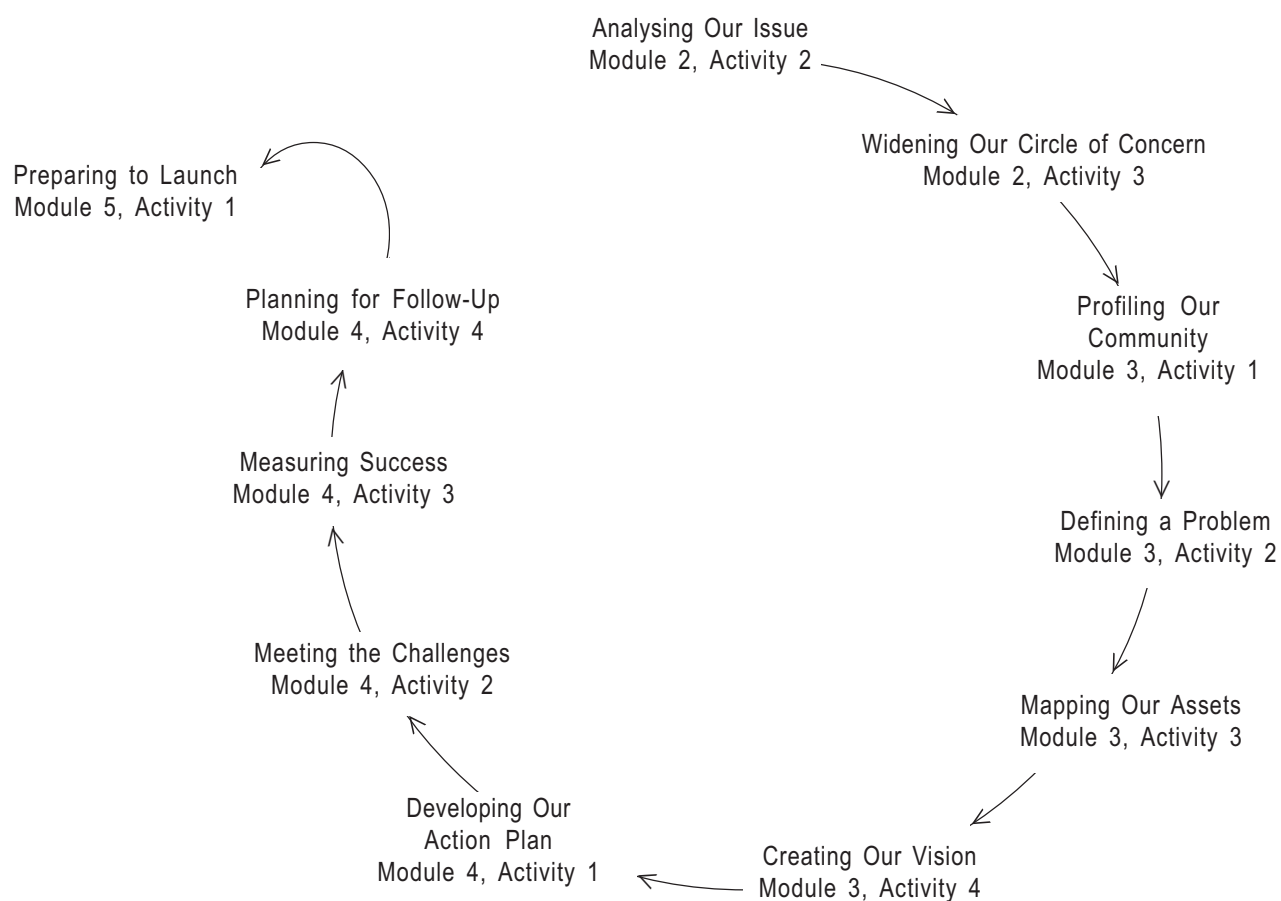 Analysing Our Issue
Module 2, Activity 2
Widening Our Circle of Concern
Module 2, Activity 3
Profiling Our
Community
Module 3, Activity 1
Defining a Problem
Module 3, Activity 2
Mapping Our Assets
Module 3, Activity 3
Creating Our Vision
Module 3, Activity 4
Developing Our
Action Plan
Module 4, Activity 1
Meeting the Challenges
Module 4, Activity 2
Measuring Success
Module 4, Activity 3
Planning for Follow-Up
Module 4, Activity 4
Preparing to Launch
Module 5, Activity 1